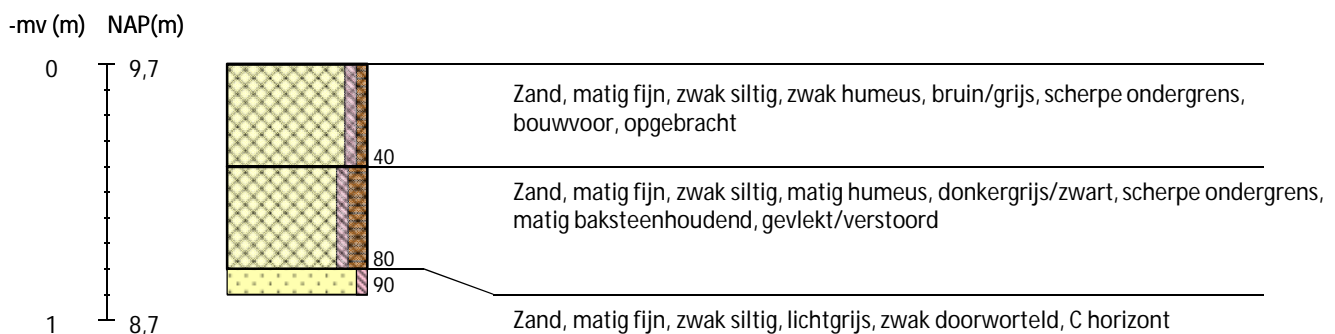 -mv (m) NAP(m)
0 9,7
Zand, matig fijn, zwak siltig, zwak humeus, bruin/grijs, scherpe ondergrens,
bouwvoor, opgebracht
40
Zand, matig fijn, zwak siltig, matig humeus, donkergrijs/zwart, scherpe ondergrens,
matig baksteenhoudend, gevlekt/verstoord
80
90
Zand, matig fijn, zwak siltig, lichtgrijs, zwak doorworteld, C horizont
1 8,7